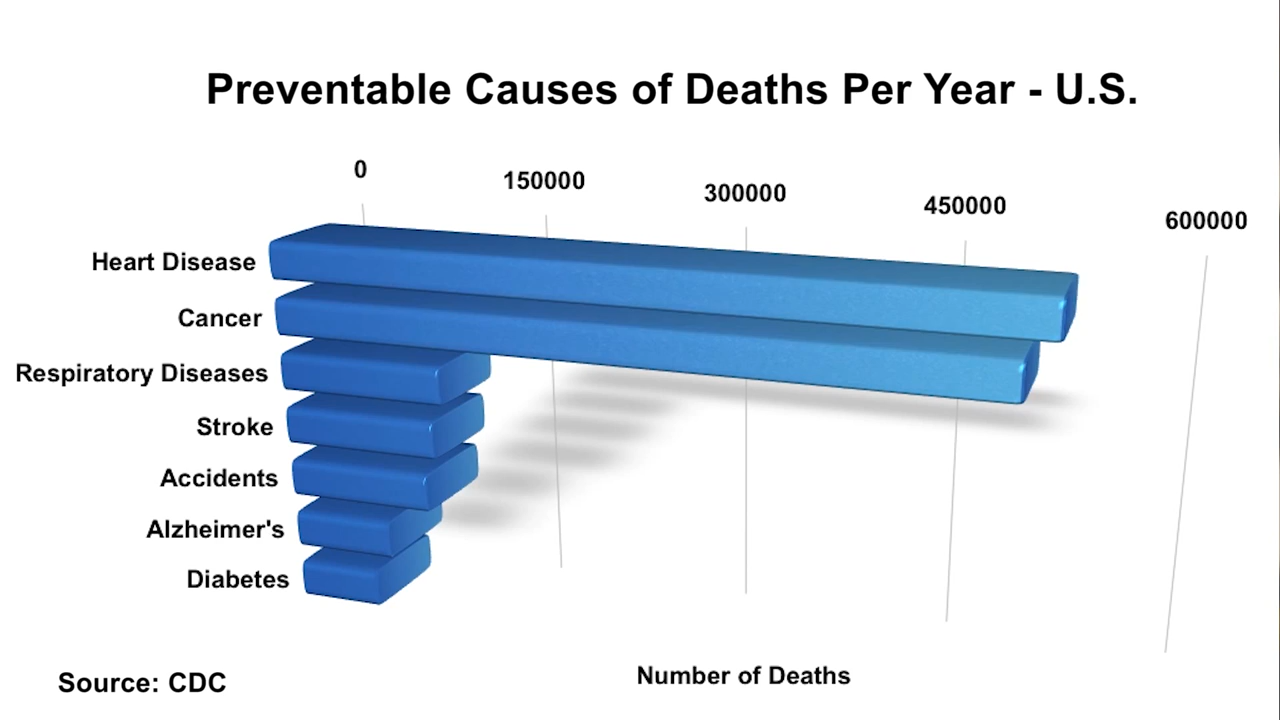 Preventable Causes of Deaths Per Year - U.S.
0
150000
300000
450000
600000
Heart Disease
Cancer
Respiratory Diseases
Stroke
Accidents
Alzheimer's
Diabetes
Number of Deaths
Source: CDC